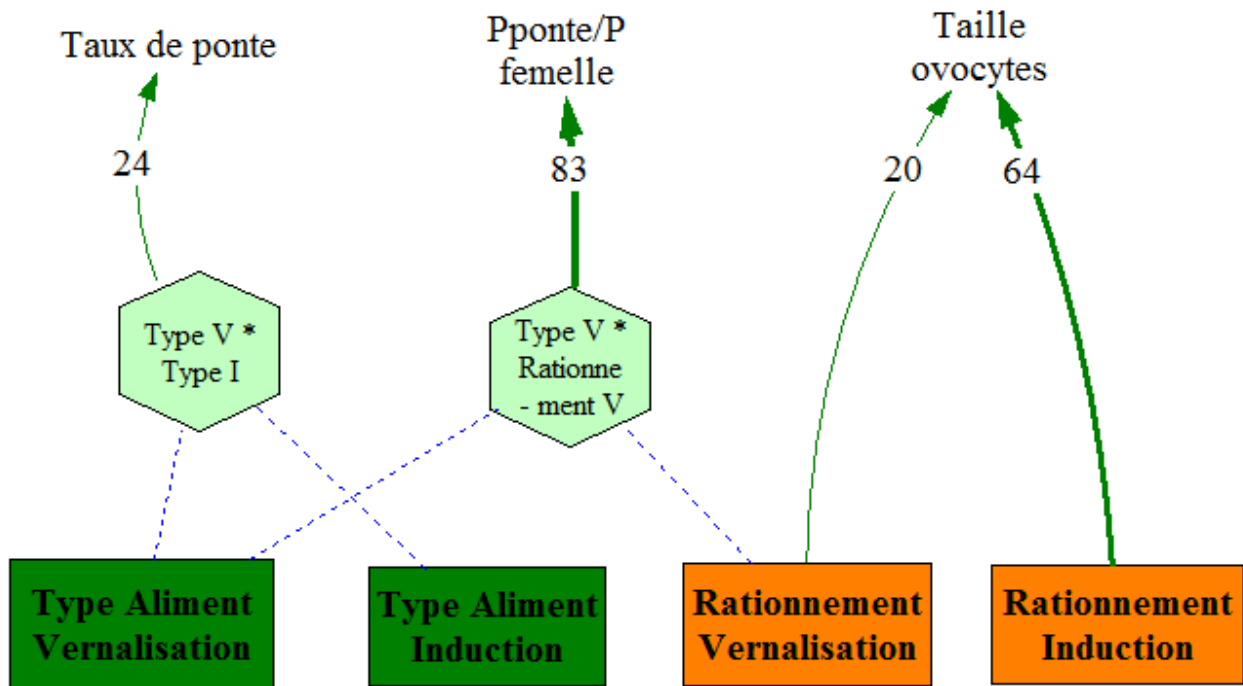 Taux de ponte
Pponte/P
femelle
Taille
ovocytes
24
83
20
64
Type V *
Type I
Type V *
Rationne
- ment V
Type Aliment
Vernalisation
Type Aliment
Induction
Rationnement
Vernalisation
Rationnement
Induction